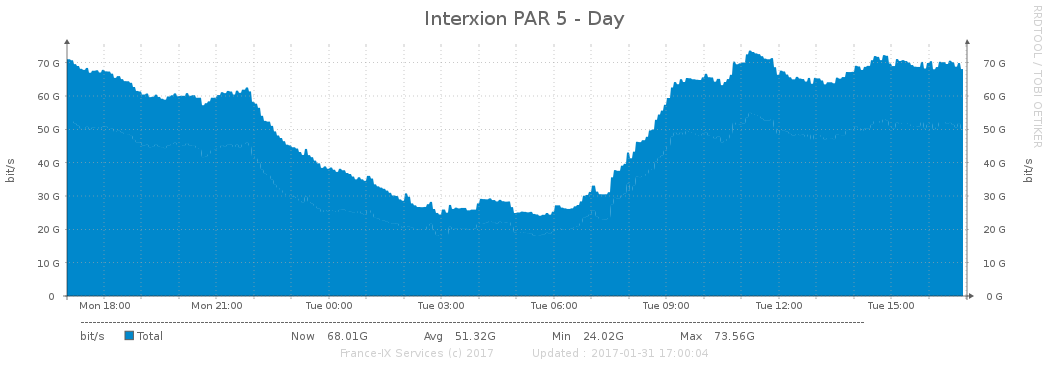 Interxion PAR 5 - Day
RRDTOOL / TOBI OETIKER
bit/s
bit/s
70 G
60 G
50 G
40 G
30 G
20 G
10 G
0
70 G
60 G
50 G
40 G
30 G
20 G
10 G
0 G
Mon 18:00 Mon 21:00 Tue 00:00 Tue 03:00 Tue 06:00 Tue 09:00 Tue 12:00 Tue 15:00
bit/s Total Now 68.01G Avg 51.32G Min 24.02G Max 73.56G
France-IX Services (c) 2017 Updated : 2017-01-31 17:00:04